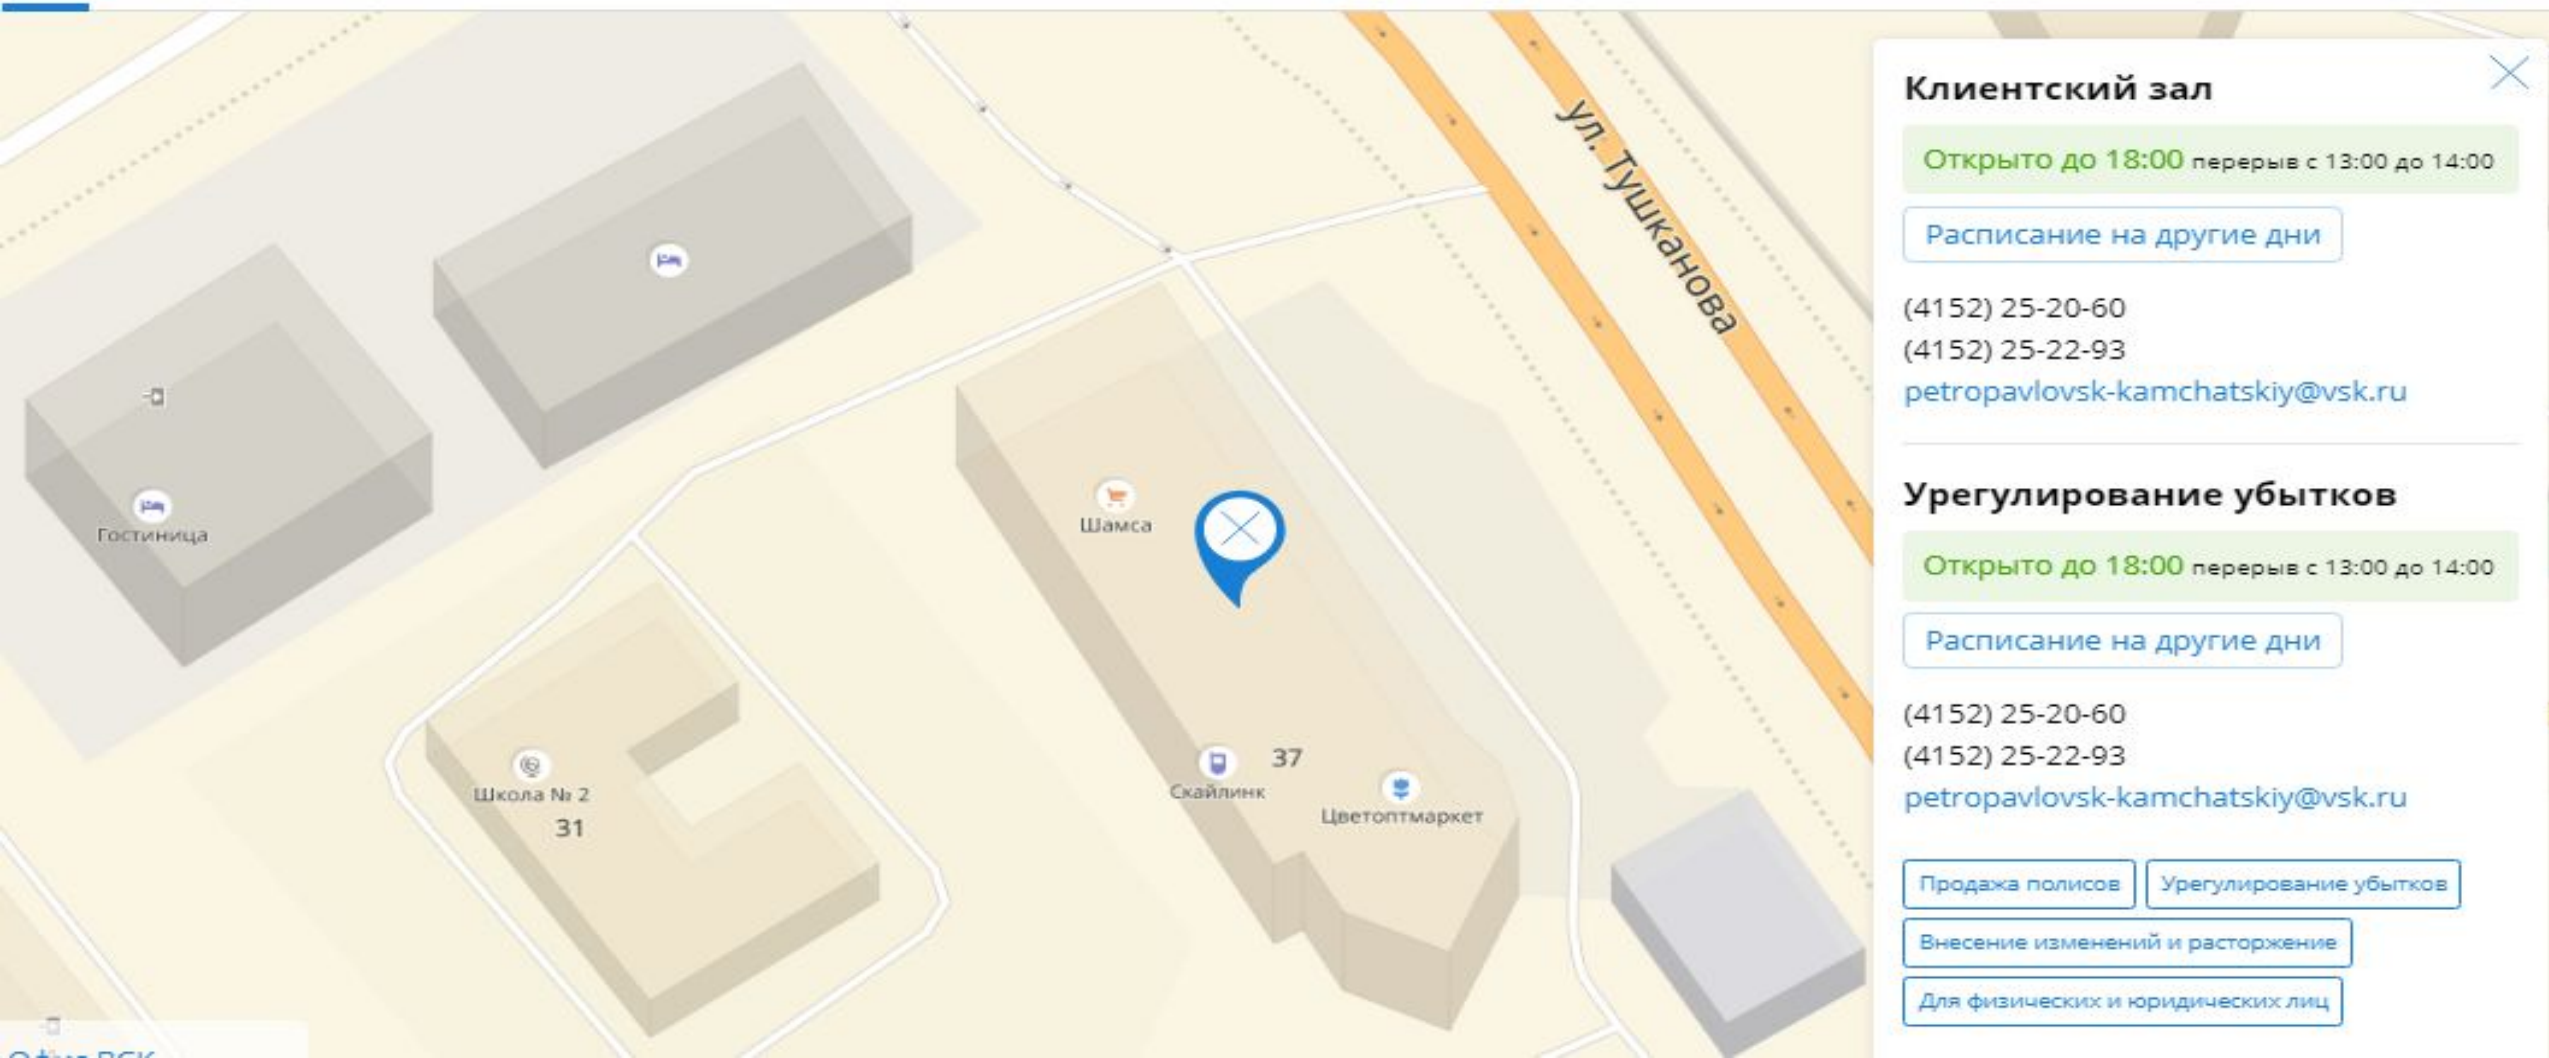 ул. Тушканова
Гостиница
Шамса
Школа № 2
31
Скайлинк
37
Цветоптмаркет
Офис ВСК
Клиентский зал
Открыто до 18:00 перерыв с 13:00 до 14:00
Расписание на другие дни
(4152) 25-20-60
(4152) 25-22-93
petropavlovsk-kamchatskiy@vsk.ru
Урегулирование убытков
Открыто до 18:00 перерыв с 13:00 до 14:00
Расписание на другие дни
(4152) 25-20-60
(4152) 25-22-93
petropavlovsk-kamchatskiy@vsk.ru
Продажа полисов Урегулирование убытков
Внесение изменений и расторжение
Для физических и юридических лиц